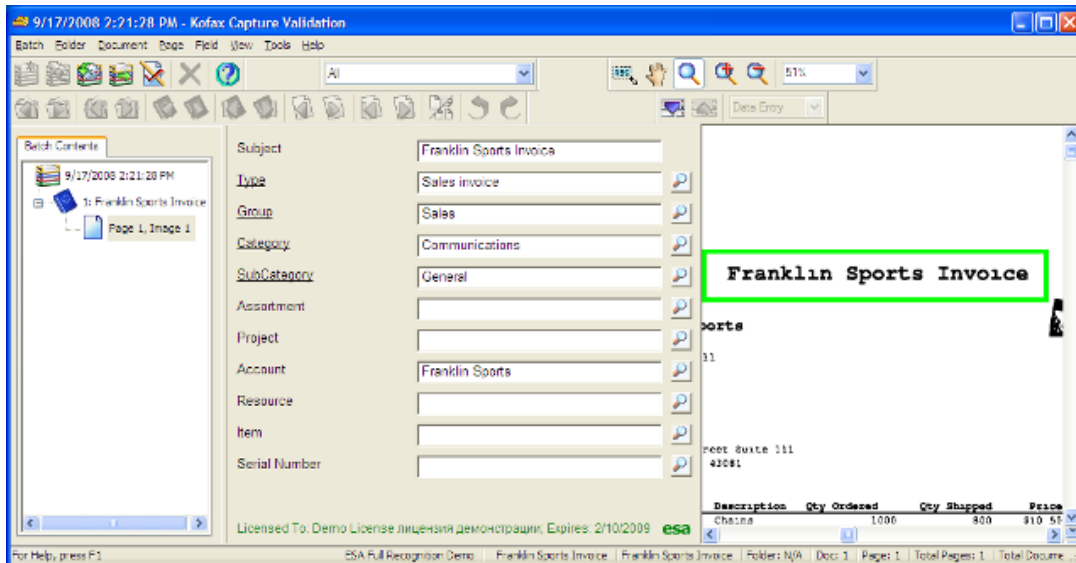 9/17/2008 2:21:28 PM - Kofax Capture Validation
Batch Folder Document Page Field View Tools Help
All
51%
Data Entry
Batch Contents
9/17/2008 2:21:28 PM
1: Franklin Sports Invoice
Page 1, Image 1
Subject Franklin Sports Invoice
Type Sales invoice
Group Sales
Category Communications
SubCategory General
Assortment
Project
Account Franklin Sports
Resource
Item
Serial Number
Licensed To: Demo License лицензия демонстрации; Expires: 2/10/2009 esa
Franklin Sports Invoice
ports
11
reet Suite 111
43081
Description Qty Ordered Qty Shipped Price
Chains 1000 800 $10 50
For Help, press F1 ESA Full Recognition Demo Franklin Sports Invoice Franklin Sports Invoice Folder: N/A Doc: 1 Page: 1 Total Pages: 1 Total Docume